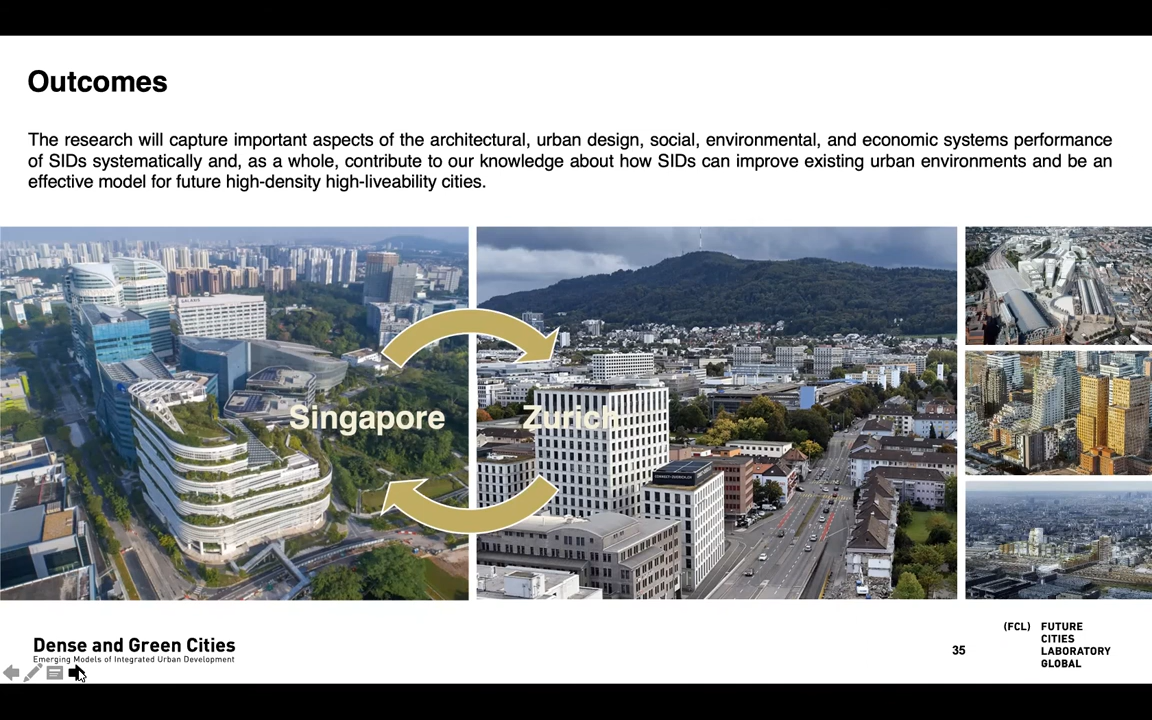 Outcomes
The research will capture important aspects of the architectural, urban design, social, environmental, and economic systems performance
of SIDs systematically and, as a whole, contribute to our knowledge about how SIDs can improve existing urban environments and be an
effective model for future high-density high-liveability cities.
Singapore
Zurich
Dense and Green Cities
Emerging Models of Integrated Urban Development
35
(FCL) FUTURE
CITIES
LABORATORY
GLOBAL